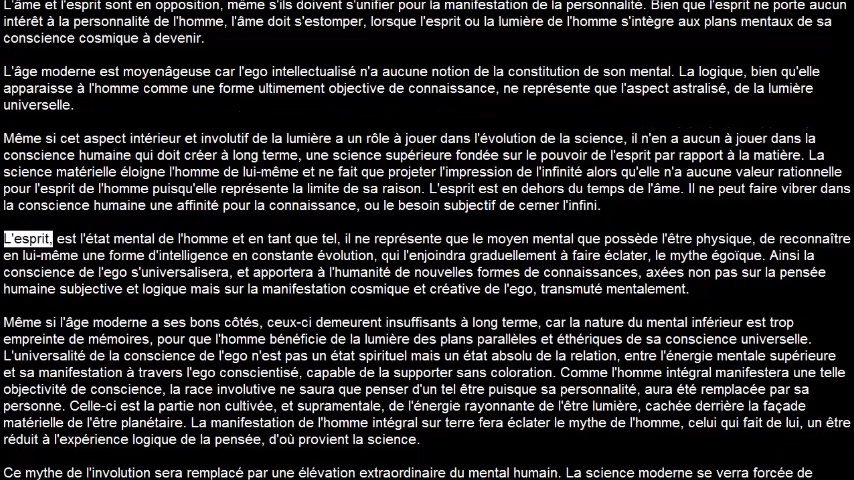 L'âme et l'esprit sont en opposition, même s'ils doivent s'unifier pour la manifestation de la personnalité. Bien que l'esprit ne porte aucun
intérêt à la personnalité de l'homme, l'âme doit s'estomper, lorsque l'esprit ou la lumière de l'homme s'intègre aux plans mentaux de sa
conscience cosmique à devenir.
L'âge moderne est moyenâgeuse car l'ego intellectualisé n'a aucune notion de la constitution de son mental. La logique, bien qu'elle
apparaisse à l'homme comme une forme ultimement objective de connaissance, ne représente que l'aspect astralisé, de la lumière
universelle.
Même si cet aspect intérieur et involutif de la lumière a un rôle à jouer dans l'évolution de la science, il n'en a aucun à jouer dans la
conscience humaine qui doit créer à long terme, une science supérieure fondée sur le pouvoir de l'esprit par rapport à la matière. La
science matérielle éloigne l'homme de lui-même et ne fait que projeter l'impression de l'infinité alors qu'elle n'a aucune valeur rationnelle
pour l'esprit de l'homme puisqu'elle représente la limite de sa raison. L'esprit est en dehors du temps de l'âme. Il ne peut faire vibrer dans
la conscience humaine une affinité pour la connaissance, ou le besoin subjectif de cerner l'infini.
L'esprit, est l'état mental de l'homme et en tant que tel, il ne représente que le moyen mental que possède l'être physique, de reconnaître
en lui-même une forme d'intelligence en constante évolution, qui l'enjoindra graduellement à faire éclater, le mythe égoïque. Ainsi la
conscience de l'ego s'universalisera, et apportera à l'humanité de nouvelles formes de connaissances, axées non pas sur la pensée
humaine subjective et logique mais sur la manifestation cosmique et créative de l'ego, transmuté mentalement.
Même si l'âge moderne a ses bons côtés, ceux-ci demeurent insuffisants à long terme, car la nature du mental inférieur est trop
empreinte de mémoires, pour que l'homme bénéficie de la lumière des plans parallèles et éthériques de sa conscience universelle.
L'universalité de la conscience de l'ego n'est pas un état spirituel mais un état absolu de la relation, entre l'énergie mentale supérieure
et sa manifestation à travers l'ego conscientisé, capable de la supporter sans coloration. Comme l'homme intégral manifestera une telle
objectivité de conscience, la race involutive ne saura que penser d'un tel être puisque sa personnalité, aura été remplacée par sa
personne. Celle-ci est la partie non cultivée, et supramentale, de l'énergie rayonnante de l'être lumière, cachée derrière la façade
matérielle de l'être planétaire. La manifestation de l'homme intégral sur terre fera éclater le mythe de l'homme, celui qui fait de lui, un être
réduit à l'expérience logique de la pensée, d'où provient la science.
Ce mythe de l'involution sera remplacé par une élévation extraordinaire du mental humain. La science moderne se verra forcée de